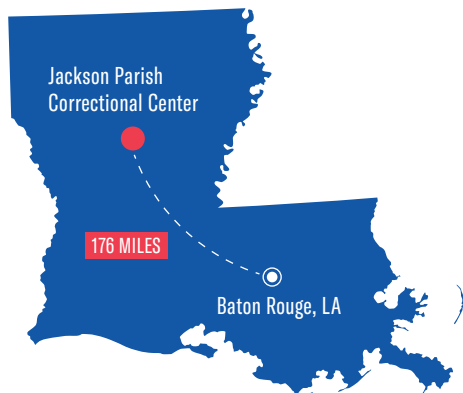 Jackson Parish
Correctional Center
176 MILES
Baton Rouge, LA